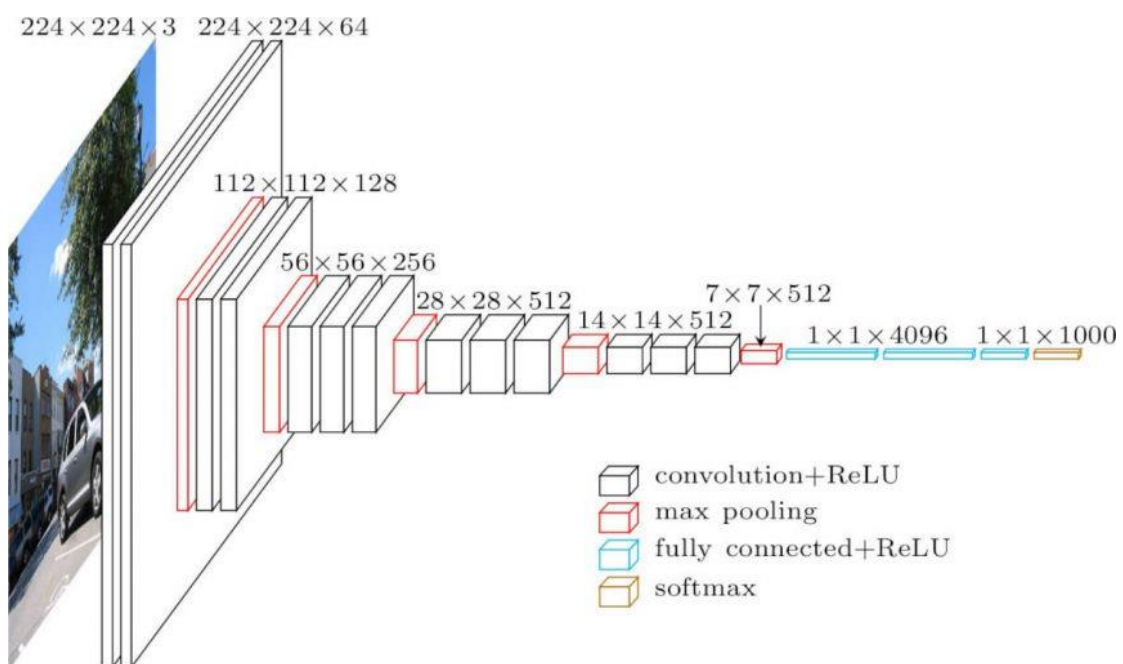 224×224×3
224×224×64
112×112×128
56×56×256
28×28×512
14×14×512
7×7×512
1×1×4096
1×1×1000
convolution+ReLU
max pooling
fully connected+ReLU
softmax